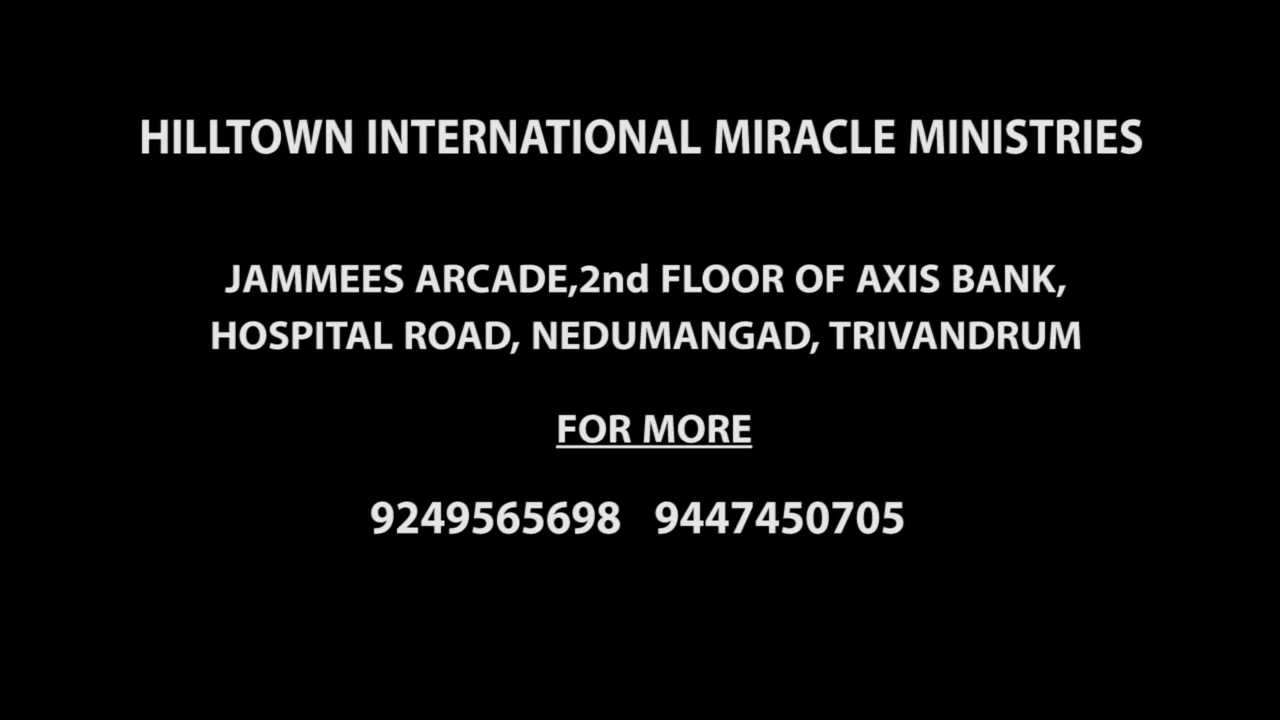 HILLTOWN INTERNATIONAL MIRACLE MINISTRIES
JAMMEES ARCADE,2nd FLOOR OF AXIS BANK,
HOSPITAL ROAD, NEDUMANGAD, TRIVANDRUM
FOR MORE
9249565698 9447450705